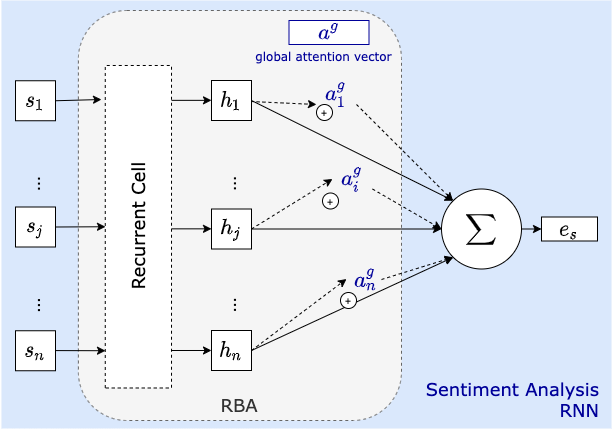 a^g
global attention vector
s_1
h_1
a_1^g
+
⋮
⋮
a_i^g
+
s_j
h_j
Σ
e_s
Recurrent Cell
⋮
⋮
a_n^g
+
s_n
h_n
RBA
Sentiment Analysis
RNN